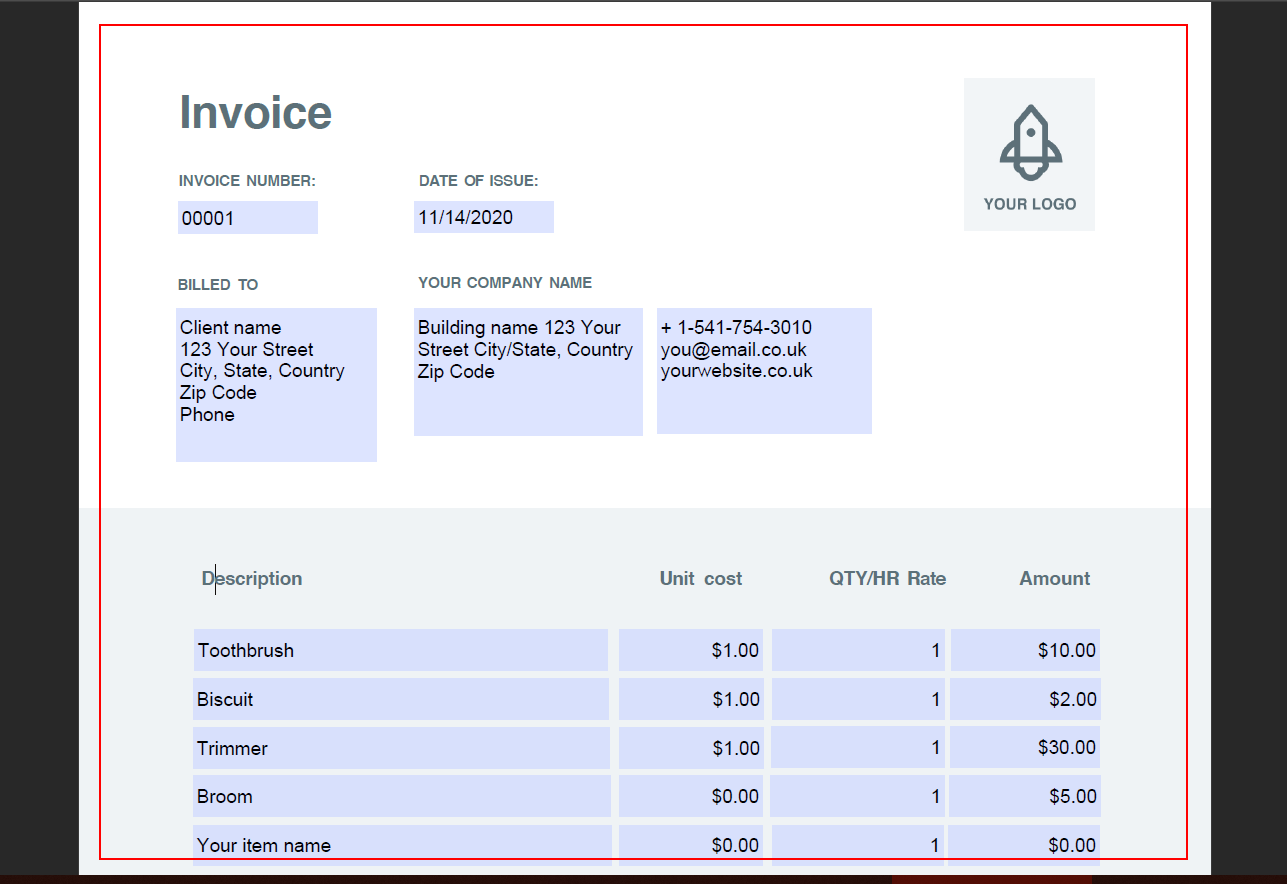 Invoice
YOUR LOGO
INVOICE NUMBER: DATE OF ISSUE:
00001 11/14/2020
BILLED TO
Client name
123 Your Street
City, State, Country
Zip Code
Phone
YOUR COMPANY NAME
Building name 123 Your
Street City/State, Country
Zip Code
+ 1-541-754-3010
you@email.co.uk
yourwebsite.co.uk
Description Unit cost QTY/HR Rate Amount
Toothbrush $1.00 1 $10.00
Biscuit $1.00 1 $2.00
Trimmer $1.00 1 $30.00
Broom $0.00 1 $5.00
Your item name $0.00 1 $0.00